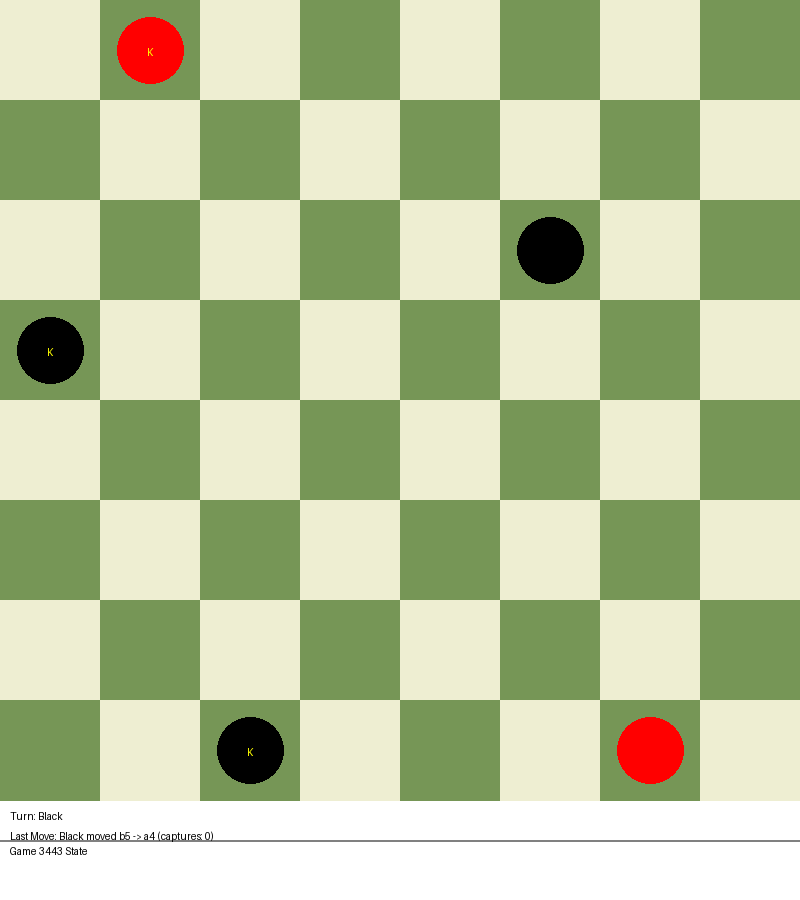 K
K
K
Turn: Black
Last Move: Black moved b5 -> a4 (captures: 0)
Game 3443 State